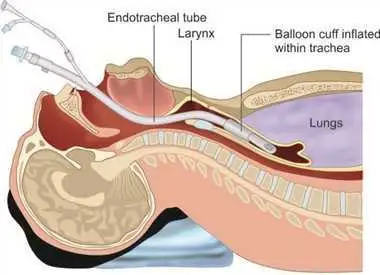 Endotracheal tube
Larynx
Balloon cuff inflated
within trachea
Lungs